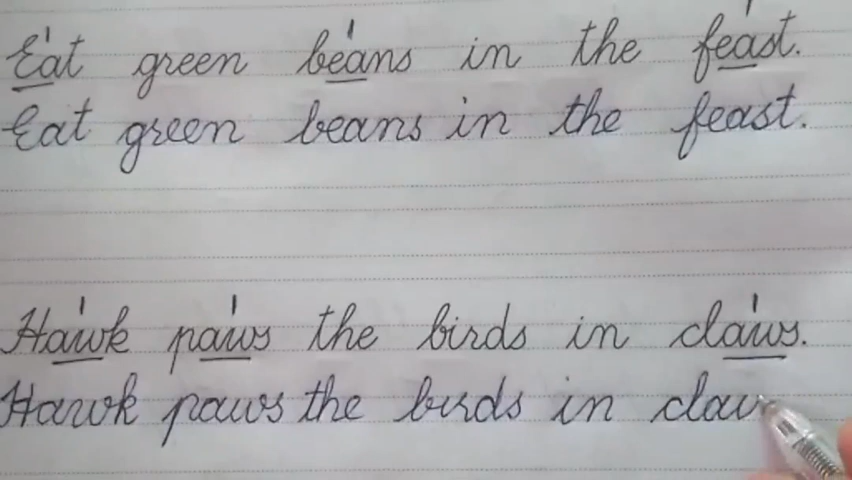 Eat green beans in the feast.
Eat green beans in the feast.
Hawk paws the birds in claws.
Hawk paws the birds in claw